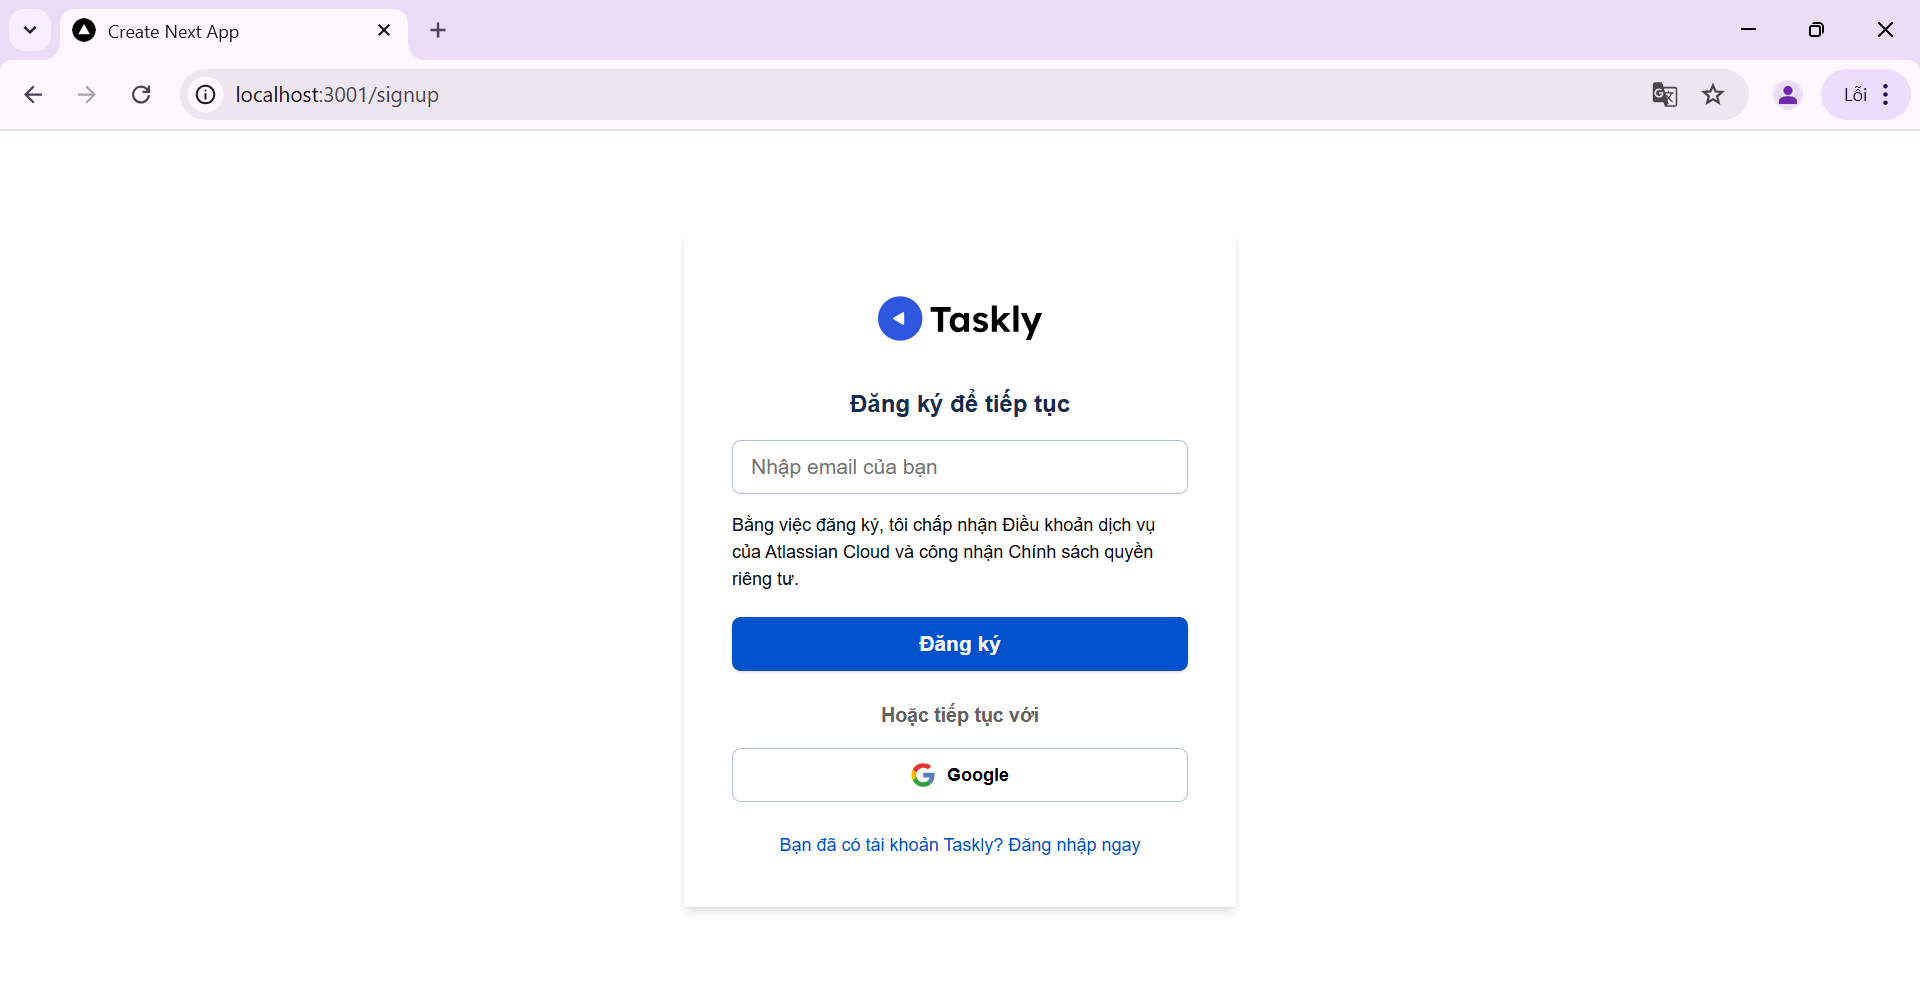 Create Next App
localhost:3001/signup
Lỗi
Taskly
Đăng ký để tiếp tục
Nhập email của bạn
Bằng việc đăng ký, tôi chấp nhận Điều khoản dịch vụ
của Atlassian Cloud và công nhận Chính sách quyền
riêng tư.
Đăng ký
Hoặc tiếp tục với
Google
Bạn đã có tài khoản Taskly? Đăng nhập ngay